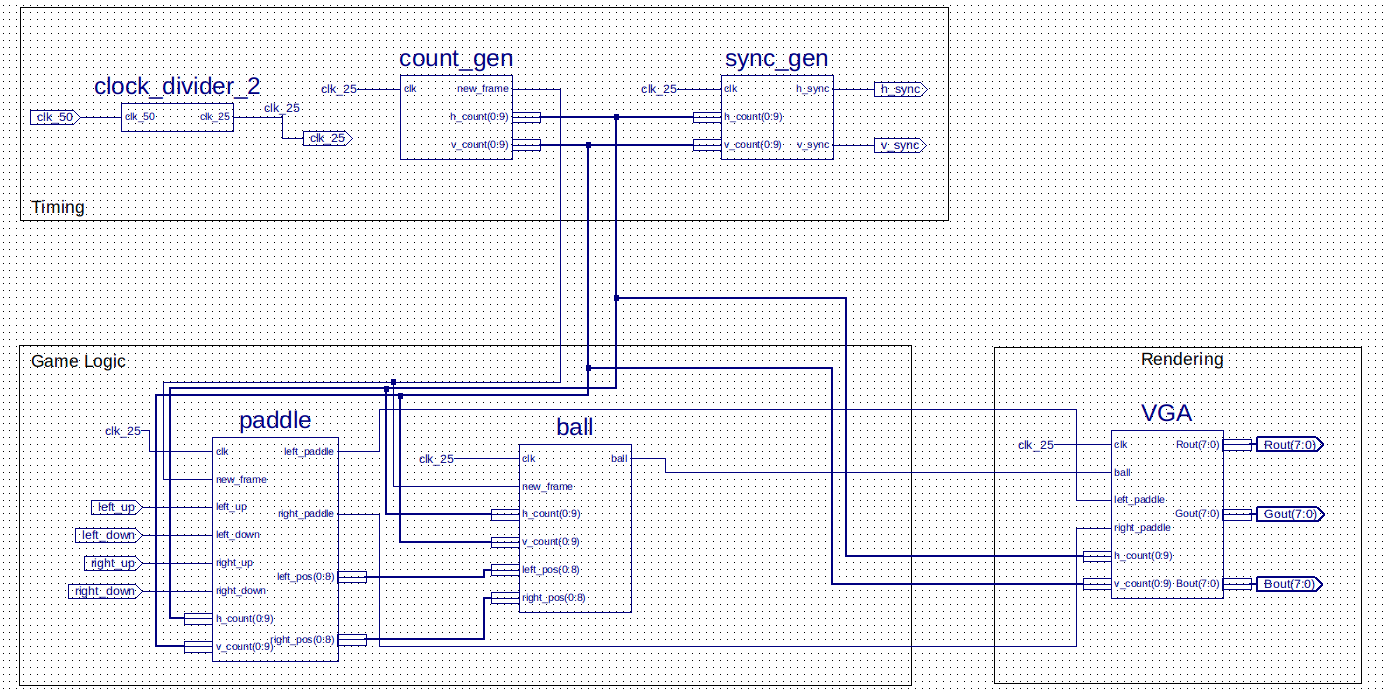 clock_divider_2
clk_50
clk_50
clk_25
clk_25
clk_25
count_gen
clk_25
clk
new_frame
h_count(0:9)
v_count(0:9)
sync_gen
clk_25
clk
h_sync
h_sync
h_count(0:9)
v_count(0:9)
v_sync
v_sync
Timing
Game Logic
paddle
clk_25
clk
left_paddle
new_frame
left_up
left_up
right_paddle
left_down
left_down
right_up
right_up
left_pos(0:8)
right_down
right_down
h_count(0:9)
v_count(0:9)
right_pos(0:8)
ball
clk_25
clk
ball
new_frame
h_count(0:9)
v_count(0:9)
left_pos(0:8)
right_pos(0:8)
Rendering
VGA
clk_25
clk
Rout(7:0)
Rout(7:0)
ball
left_paddle
Gout(7:0)
Gout(7:0)
right_paddle
h_count(0:9)
v_count(0:9)
Bout(7:0)
Bout(7:0)